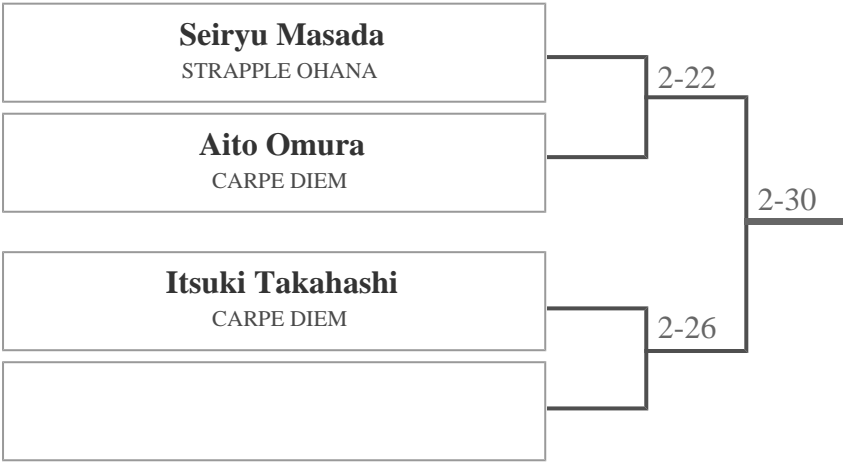 Seiryu Masada
STRAPPLE OHANA
2-22
Aito Omura
CARPE DIEM
2-30
Itsuki Takahashi
CARPE DIEM
2-26